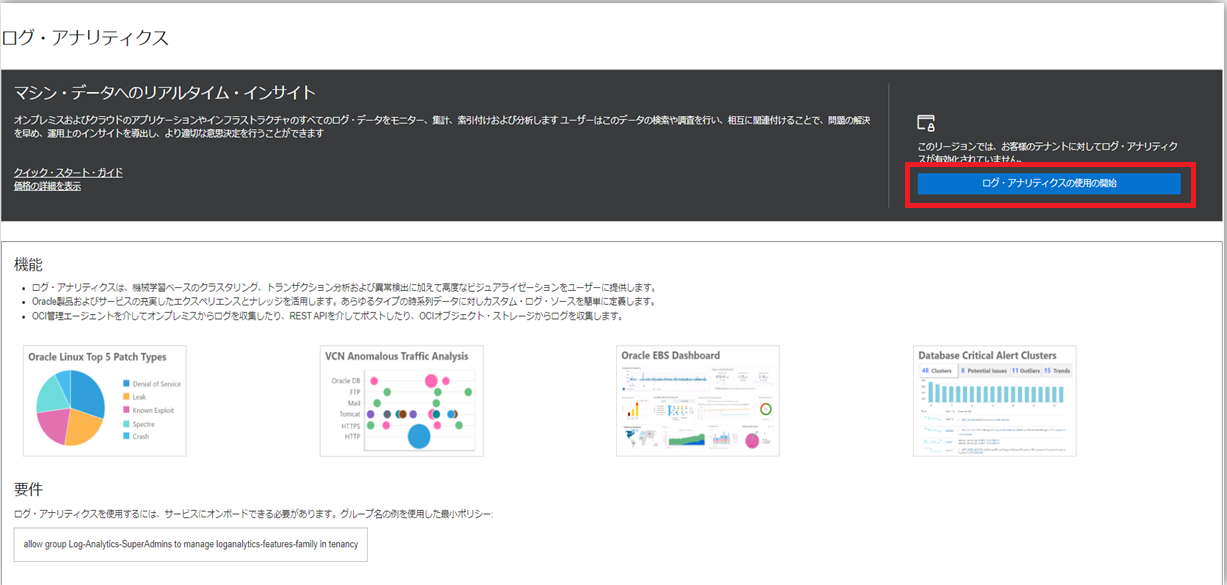 ログ・アナリティクス
マシン・データへのリアルタイム・インサイト
オンプレミスおよびクラウドのアプリケーションやインフラストラクチャのすべてのログ・データをモニター、集計、索引付けおよび分析します ユーザーはこのデータの検索や調査を行い、相互に関連付けることで、問題の解決
を早め、運用上のインサイトを導出し、より適切な意思決定を行うことができます
クイック・スタート・ガイド
価格の詳細を表示
このリージョンでは、お客様のテナントに対してログ・アナリティク
スが有効化されていません。
ログ・アナリティクスの使用の開始
機能
ログ・アナリティクスは、機械学習ベースのクラスタリング、トランザクション分析および異常検出に加えて高度なビジュアライゼーションをユーザーに提供します。
Oracle製品およびサービスの充実したエクスペリエンスとナレッジを活用します。あらゆるタイプの時系列データに対しカスタム・ログ・ソースを簡単に定義します。
OCI管理エージェントを介してオンプレミスからログを収集したり、REST APIを介してポストしたり、OCIオブジェクト・ストレージからログを収集します。
Oracle Linux Top 5 Patch Types
Denial of Service
Leak
Known Exploit
Spectre
Crash
VCN Anomalous Traffic Analysis
Oracle DB
FTP
Mail
Tomcat
HTTPS
HTTP
Oracle EBS Dashboard
Database Critical Alert Clusters
48 Clusters 8 Potential Issues 11 Outliers 15 Trends
要件
ログ・アナリティクスを使用するには、サービスにオンボードできる必要があります。グループ名の例を使用した最小ポリシー:
allow group Log-Analytics-SuperAdmins to manage loganalytics-features-family in tenancy